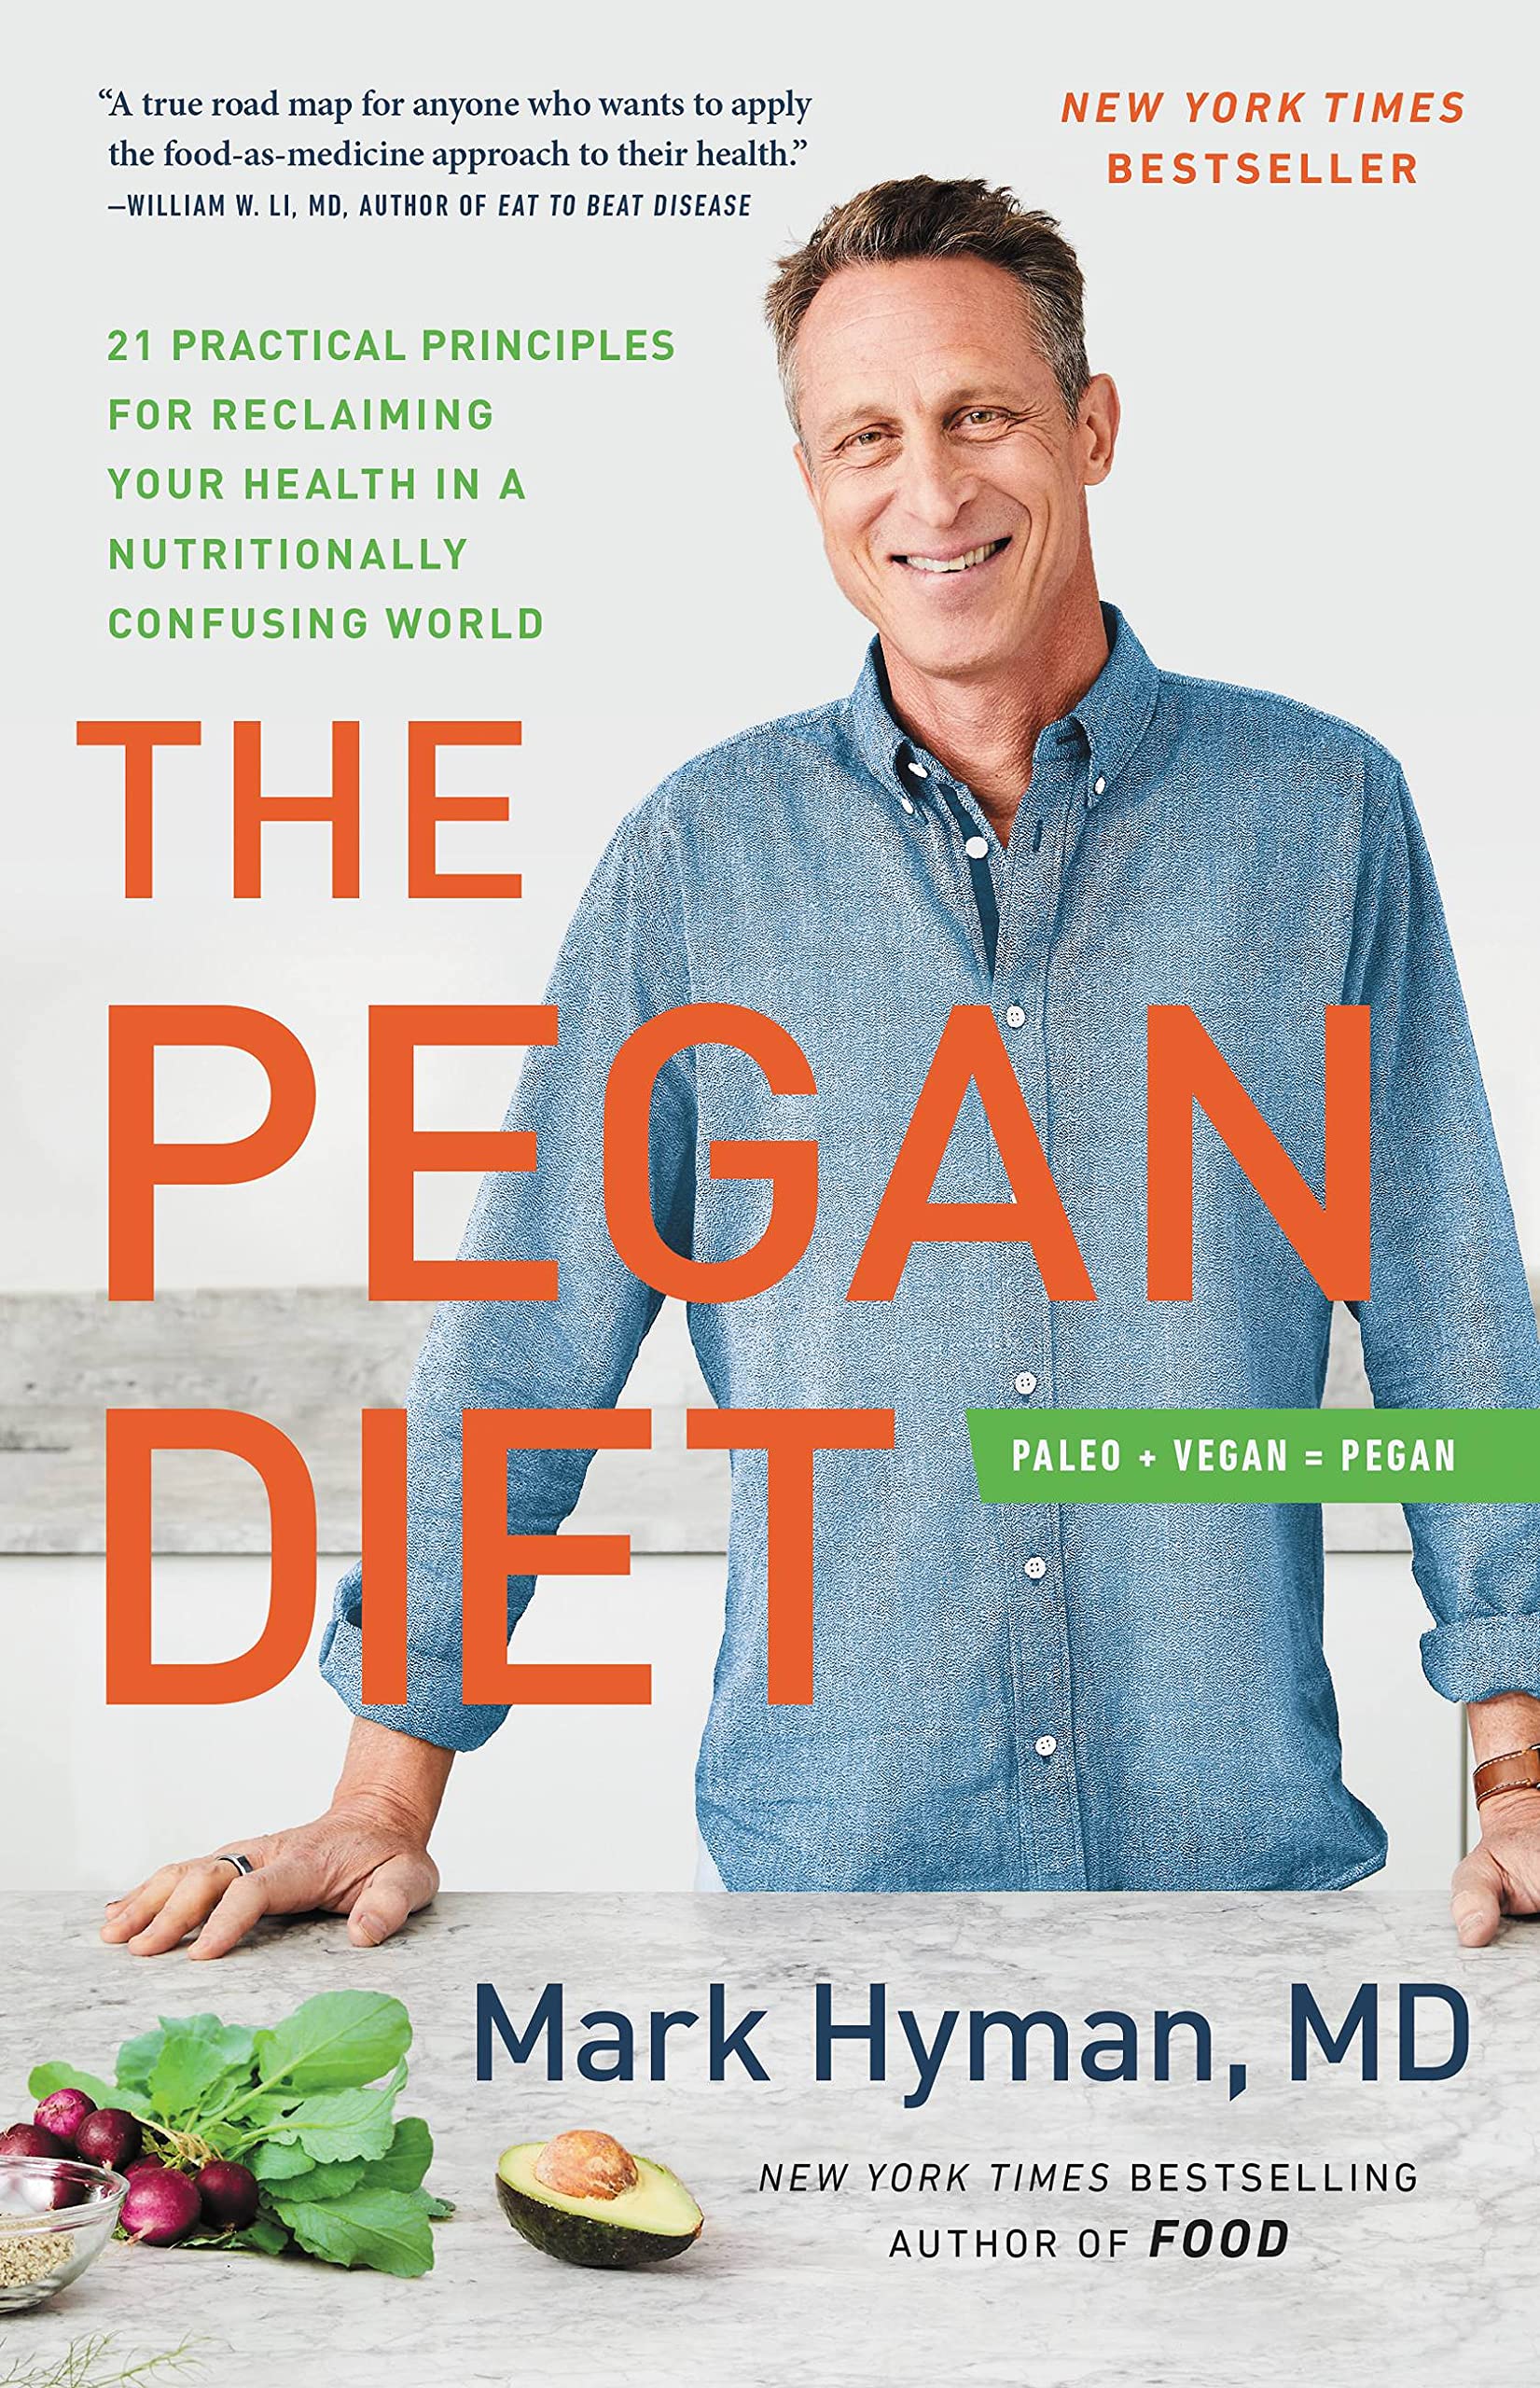 “A true road map for anyone who wants to apply
the food-as-medicine approach to their health.”
—WILLIAM W. LI, MD, AUTHOR OF EAT TO BEAT DISEASE
NEW YORK TIMES
BESTSELLER
21 PRACTICAL PRINCIPLES
FOR RECLAIMING
YOUR HEALTH IN A
NUTRITIONALLY
CONFUSING WORLD
THE
PEGAN
DIET
PALEO + VEGAN = PEGAN
Mark Hyman, MD
NEW YORK TIMES BESTSELLING
AUTHOR OF FOOD